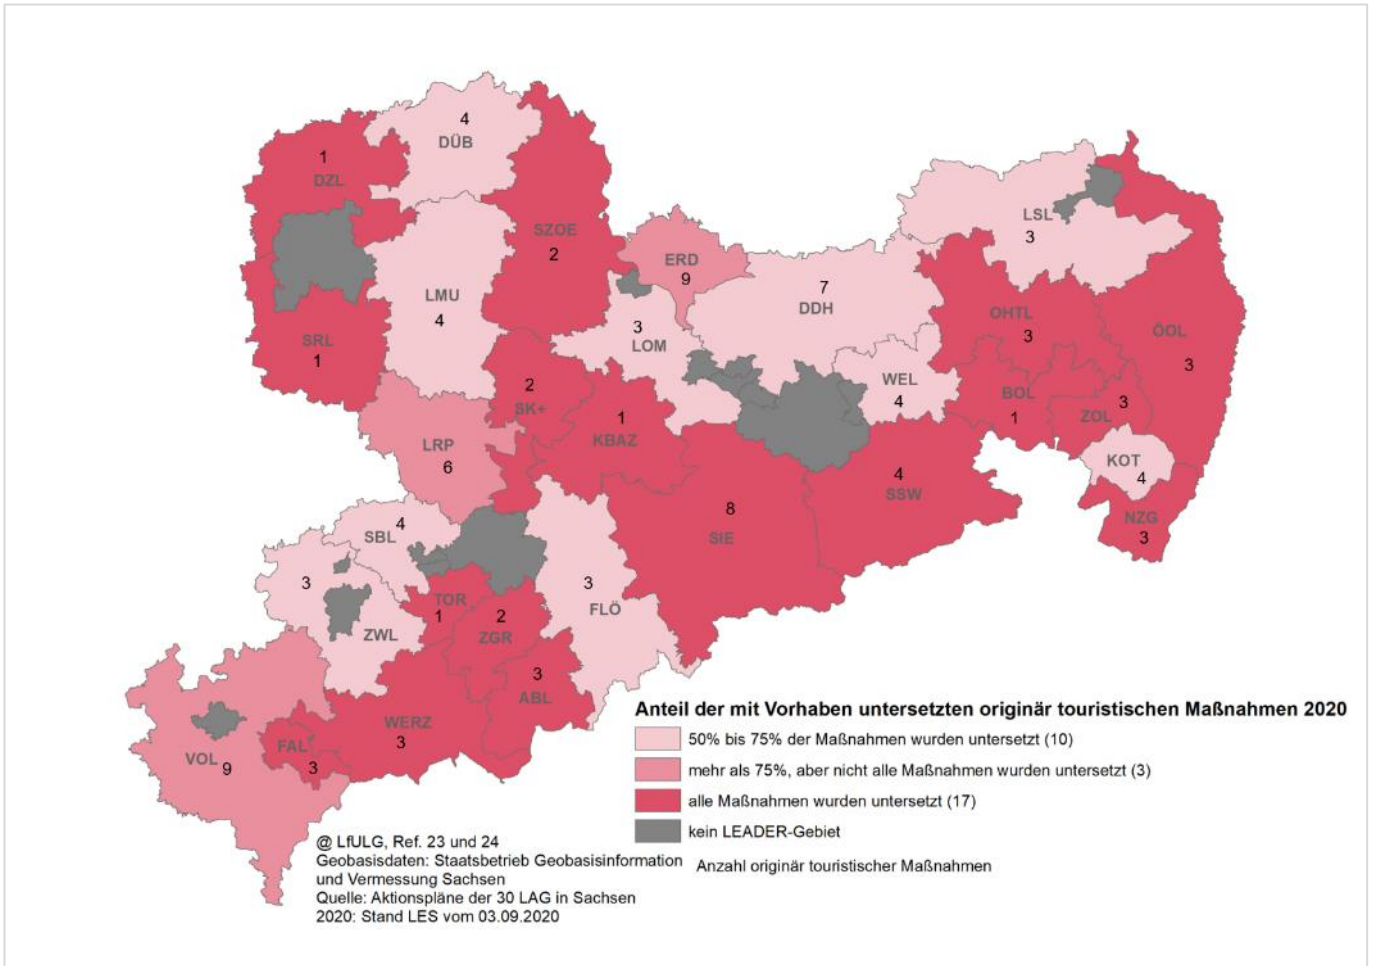 4
DÜB
1
DZL
SZOE
2
LSL
3
ERD
9
7
DDH
LMU
4
3
LOM
OHTL
3
ÖOL
3
SRL
1
2
SK+
WEL
4
BOL
1
3
ZOL
1
KBAZ
LRP
6
KOT
4
4
SSW
8
SIE
NZG
3
4
SBL
3
ZWL
3
FLÖ
TOR
1
2
ZGR
3
ABL
WERZ
3
VOL
9
FAL
3
Anteil der mit Vorhaben untersetzten originär touristischen Maßnahmen 2020
50% bis 75% der Maßnahmen wurden untersetzt (10)
mehr als 75%, aber nicht alle Maßnahmen wurden untersetzt (3)
alle Maßnahmen wurden untersetzt (17)
kein LEADER-Gebiet
Anzahl originär touristischer Maßnahmen
@ LfULG, Ref. 23 und 24
Geobasisdaten: Staatsbetrieb Geobasisinformation
und Vermessung Sachsen
Quelle: Aktionspläne der 30 LAG in Sachsen
2020: Stand LES vom 03.09.2020